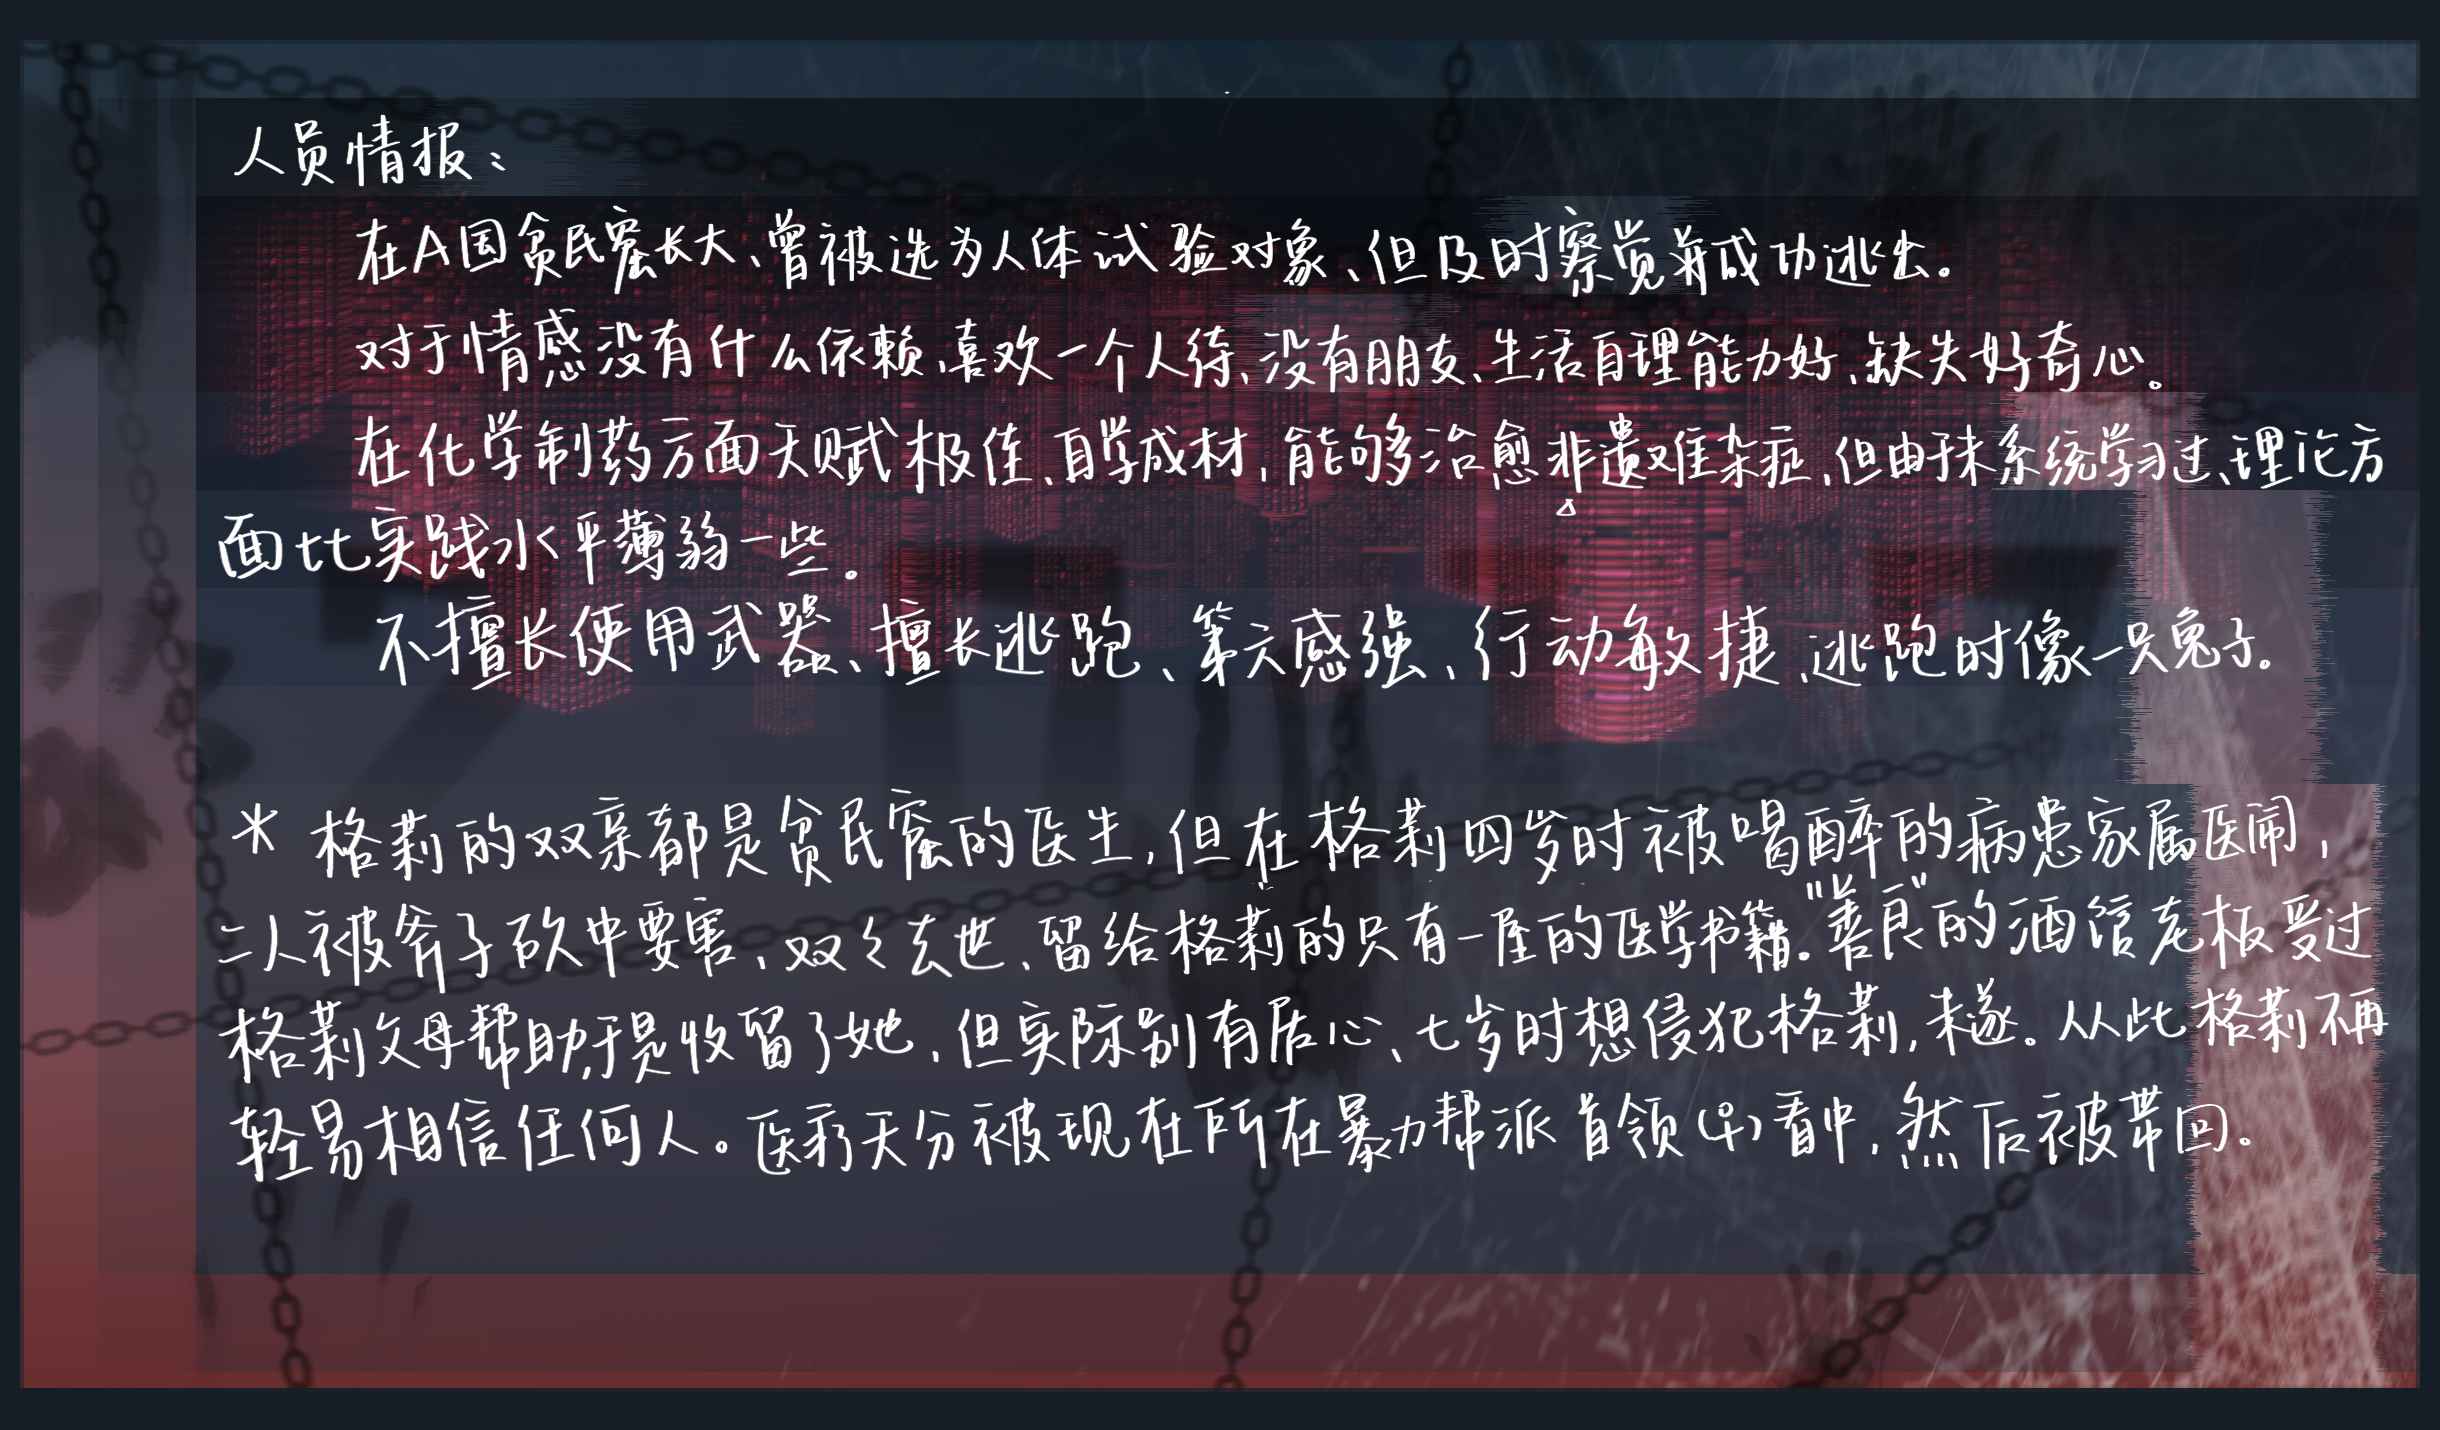 人员情报：
在A国贫民窟长大、曾被选为人体试验对象、但及时察觉并成功逃出。
对于情感没有什么依赖、喜欢一个人待、没有朋友、生活自理能力好、缺失好奇心。
在化学制药方面天赋极佳、自学成材，能够治愈非遗难杂症、但由于未系统学习过、理论方
面比实践水平薄弱一些。
不擅长使用武器、擅长逃跑、第六感强、行动敏捷、逃跑时像一只兔子。
* 格莉的双亲都是贫民窟的医生，但在格莉四岁时被喝醉的病患家属医闹，
二人被斧子砍中要害、双々去世、留给格莉的只有一屋的医学书籍。“善良”的酒馆老板受过
格莉父母帮助，于是收留了她、但实际别有居心、七岁时想侵犯格莉，未遂。从此格莉不再
轻易相信任何人。医疗天分被现在所在暴力帮派首领(♀)看中，然后被带回。